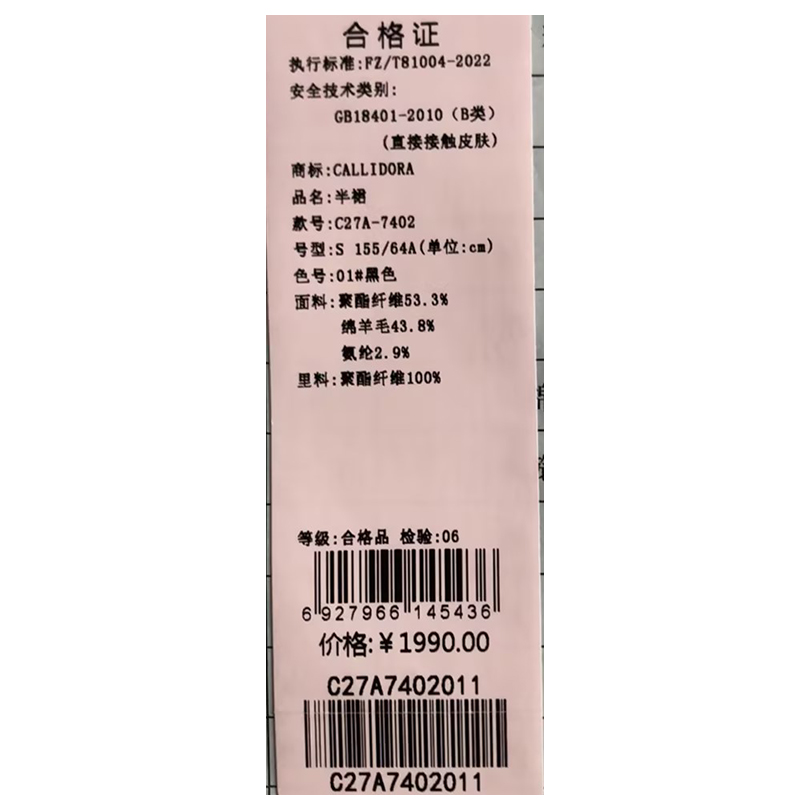 合格证
执行标准:FZ/T81004-2022
安全技术类别:
GB18401-2010（B类）
(直接接触皮肤)
商标:CALLIDORA
品名:半裙
款号:C27A-7402
号型:S 155/64A(单位:cm)
色号:01#黑色
面料:聚酯纤维53.3%
绵羊毛43.8%
氨纶2.9%
里料:聚酯纤维100%
等级:合格品 检验:06
6 927966 145436
价格:￥1990.00
C27A7402011
C27A7402011